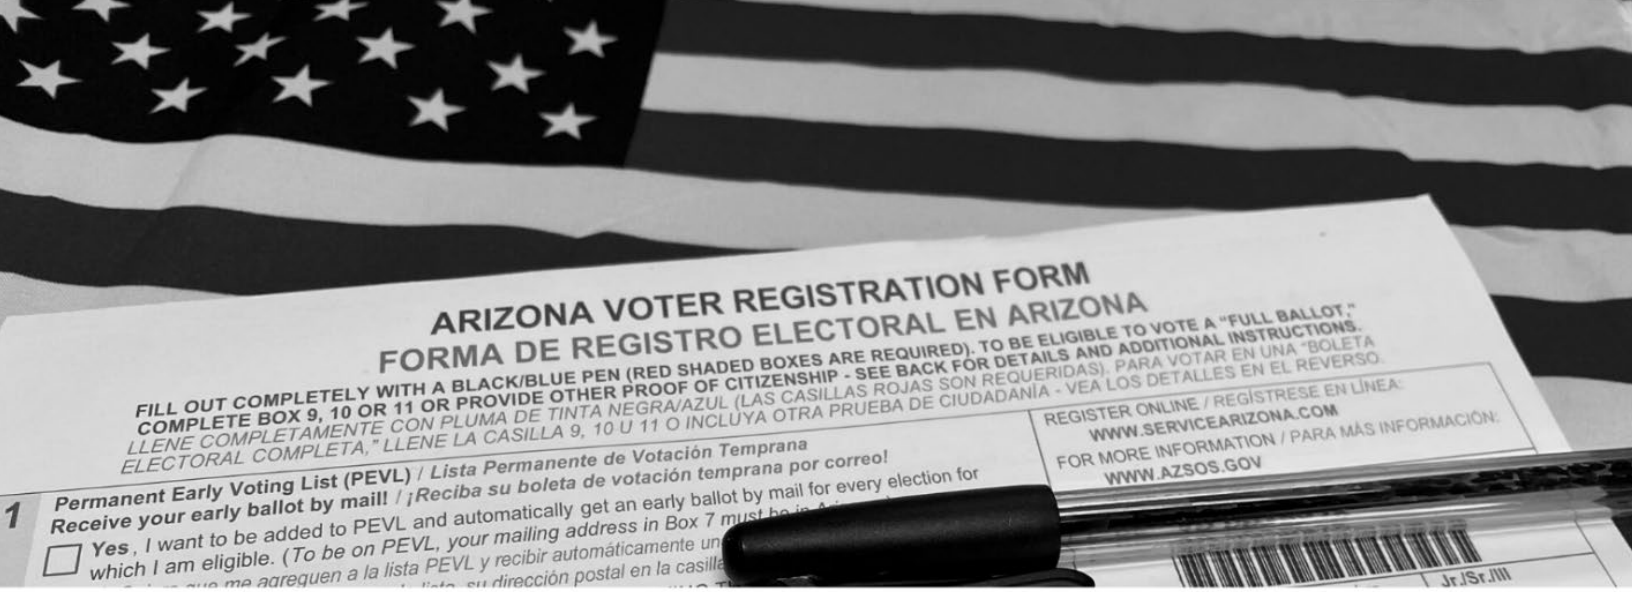 ARIZONA VOTER REGISTRATION FORM
FORMA DE REGISTRO ELECTORAL EN ARIZONA
FILL OUT COMPLETELY WITH A BLACK/BLUE PEN (RED SHADED BOXES ARE REQUIRED). TO BE ELIGIBLE TO VOTE A "FULL BALLOT,"
COMPLETE BOX 9, 10 OR 11 OR PROVIDE OTHER PROOF OF CITIZENSHIP - SEE BACK FOR DETAILS AND ADDITIONAL INSTRUCTIONS.
LLENE COMPLETAMENTE CON PLUMA DE TINTA NEGRA/AZUL (LAS CASILLAS ROJAS SON REQUERIDAS). PARA VOTAR EN UNA "BOLETA
ELECTORAL COMPLETA," LLENE LA CASILLA 9, 10 U 11 O INCLUYA OTRA PRUEBA DE CIUDADANÍA - VEA LOS DETALLES EN EL REVERSO.
REGISTER ONLINE / REGÍSTRESE EN LÍNEA:
WWW.SERVICEARIZONA.COM
FOR MORE INFORMATION / PARA MÁS INFORMACIÓN:
WWW.AZSOS.GOV
1
Permanent Early Voting List (PEVL) / Lista Permanente de Votación Temprana
Receive your early ballot by mail! / ¡Reciba su boleta de votación temprana por correo!
Yes, I want to be added to PEVL and automatically get an early ballot by mail for every election for
which I am eligible. (To be on PEVL, your mailing address in Box 7 must be in
me agreguen a la lista PEVL y recibir automáticamente un
su dirección postal en la casilla
Jr./Sr./III